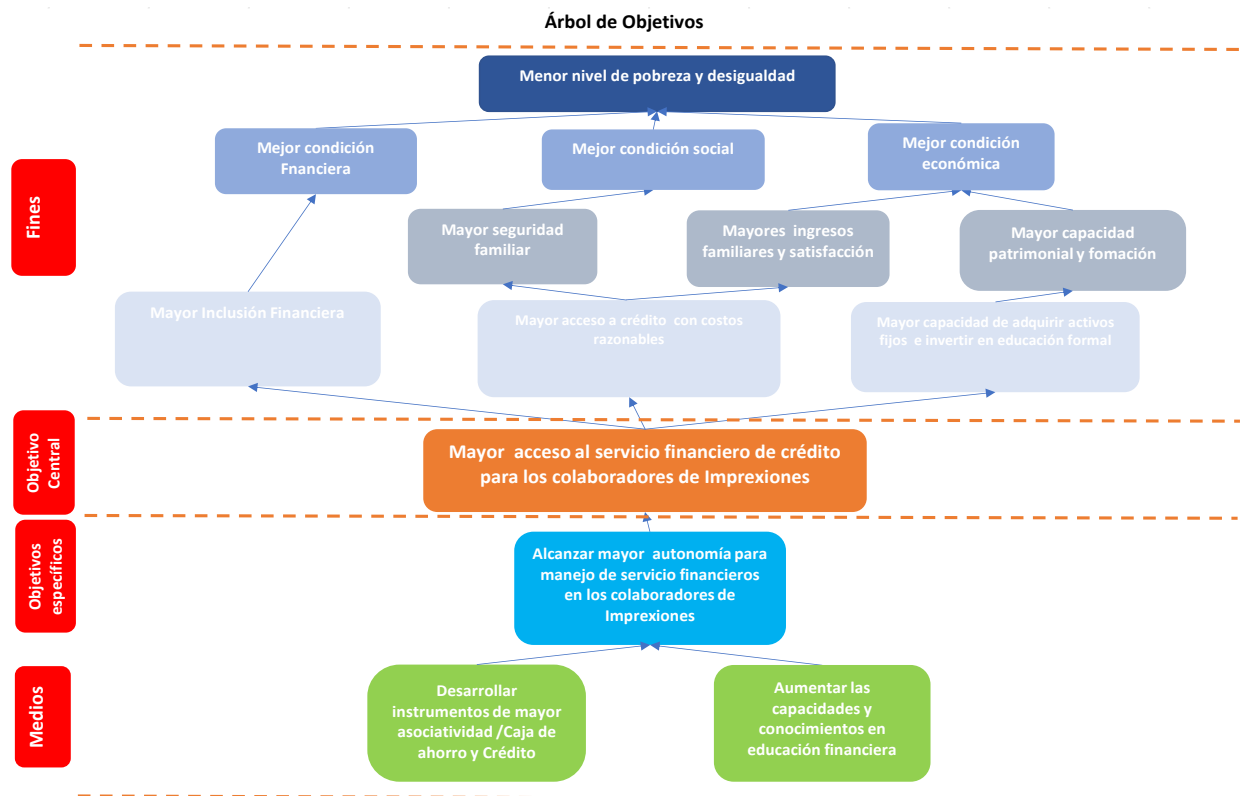 Árbol de Objetivos
Menor nivel de pobreza y desigualdad
Mejor condición
Fnanciera
Mejor condición social
Mejor condición
económica
Fines
Mayor seguridad
familiar
Mayores ingresos
familiares y satisfacción
Mayor capacidad
patrimonial y fomación
Mayor Inclusión Financiera
Mayor acceso a crédito con costos
razonables
Mayor capacidad de adquirir activos
fijos e invertir en educación formal
Objetivo
Central
Mayor acceso al servicio financiero de crédito
para los colaboradores de Imprexiones
Objetivos
específicos
Alcanzar mayor autonomía para
manejo de servicio financieros
en los colaboradores de
Imprexiones
Medios
Desarrollar
instrumentos de mayor
asociatividad /Caja de
ahorro y Crédito
Aumentar las
capacidades y
conocimientos en
educación financiera